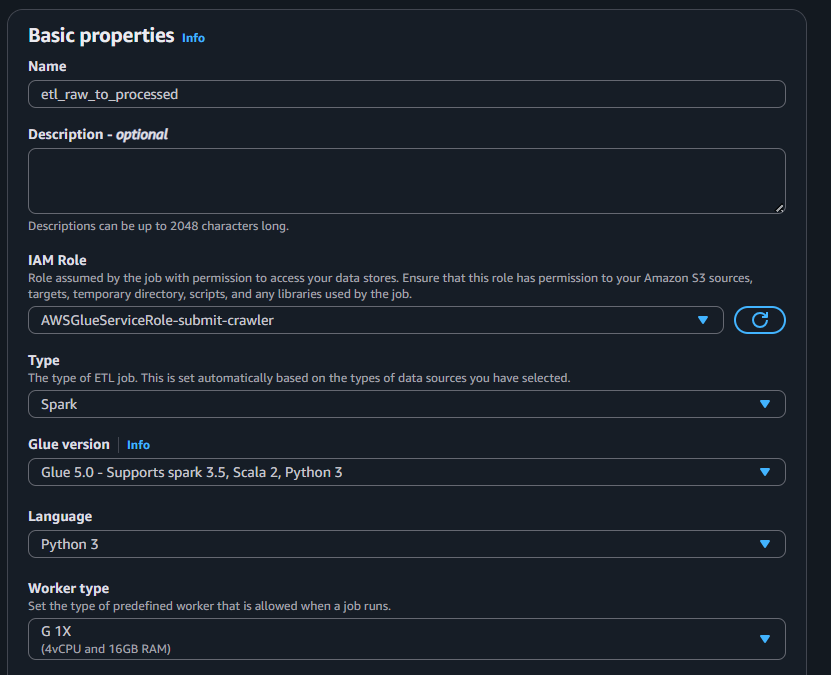 Basic properties Info
Name
etl_raw_to_processed
Description - optional
Descriptions can be up to 2048 characters long.
IAM Role
Role assumed by the job with permission to access your data stores. Ensure that this role has permission to your Amazon S3 sources,
targets, temporary directory, scripts, and any libraries used by the job.
AWSGlueServiceRole-submit-crawler
Type
The type of ETL job. This is set automatically based on the types of data sources you have selected.
Spark
Glue version Info
Glue 5.0 - Supports spark 3.5, Scala 2, Python 3
Language
Python 3
Worker type
Set the type of predefined worker that is allowed when a job runs.
G 1X
(4vCPU and 16GB RAM)